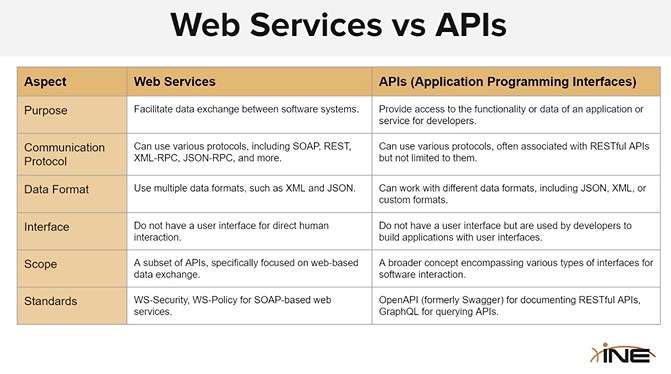 Web Services vs APIs
Aspect
Web Services
APIs (Application Programming Interfaces)
Purpose
Facilitate data exchange between software systems.
Provide access to the functionality or data of an application or
service for developers.
Communication
Protocol
Can use various protocols, including SOAP, REST,
XML-RPC, JSON-RPC, and more.
Can use various protocols, often associated with RESTful APIs
but not limited to them.
Data Format
Use multiple data formats, such as XML and JSON.
Can work with different data formats, including JSON, XML, or
custom formats.
Interface
Do not have a user interface for direct human
interaction.
Do not have a user interface but are used by developers to
build applications with user interfaces.
Scope
A subset of APIs, specifically focused on web-based
data exchange.
A broader concept encompassing various types of interfaces for
software interaction.
Standards
WS-Security, WS-Policy for SOAP-based web
services.
OpenAPI (formerly Swagger) for documenting RESTful APIs,
GraphQL for querying APIs.
INE